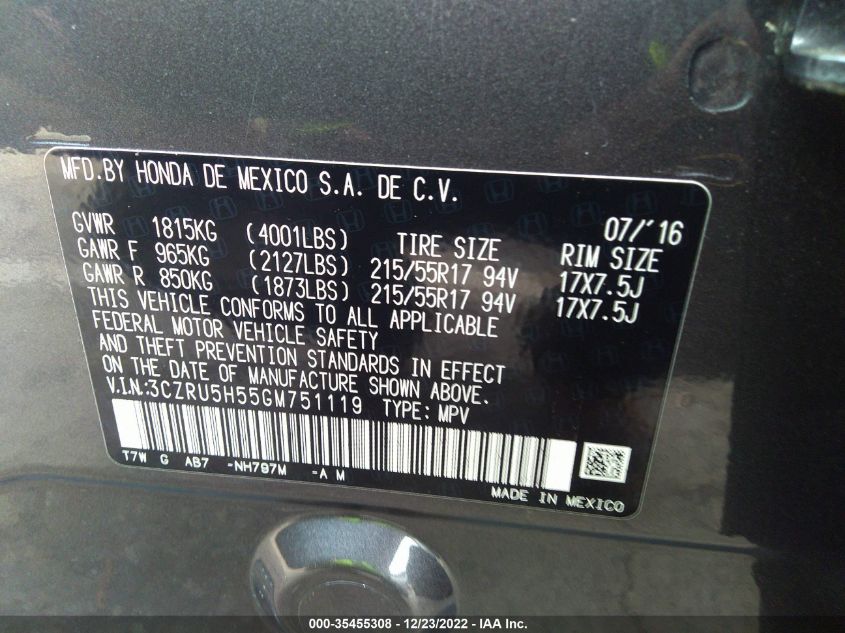 MFD.BY HONDA DE MEXICO S.A. DE C.V.
07/'16
GVWR 1815KG (4001LBS) TIRE SIZE RIM SIZE
GAWR F 965KG (2127LBS) 215/55R17 94V 17X7.5J
GAWR R 850KG (1873LBS) 215/55R17 94V 17X7.5J
THIS VEHICLE CONFORMS TO ALL APPLICABLE
FEDERAL MOTOR VEHICLE SAFETY
AND THEFT PREVENTION STANDARDS IN EFFECT
ON THE DATE OF MANUFACTURE SHOWN ABOVE.
V.I.N:3CZRU5H55GM751119 TYPE: MPV
T7W G AB7 -NH797M -A M
MADE IN MEXICO
000-35455308 - 12/23/2022 - IAA Inc.